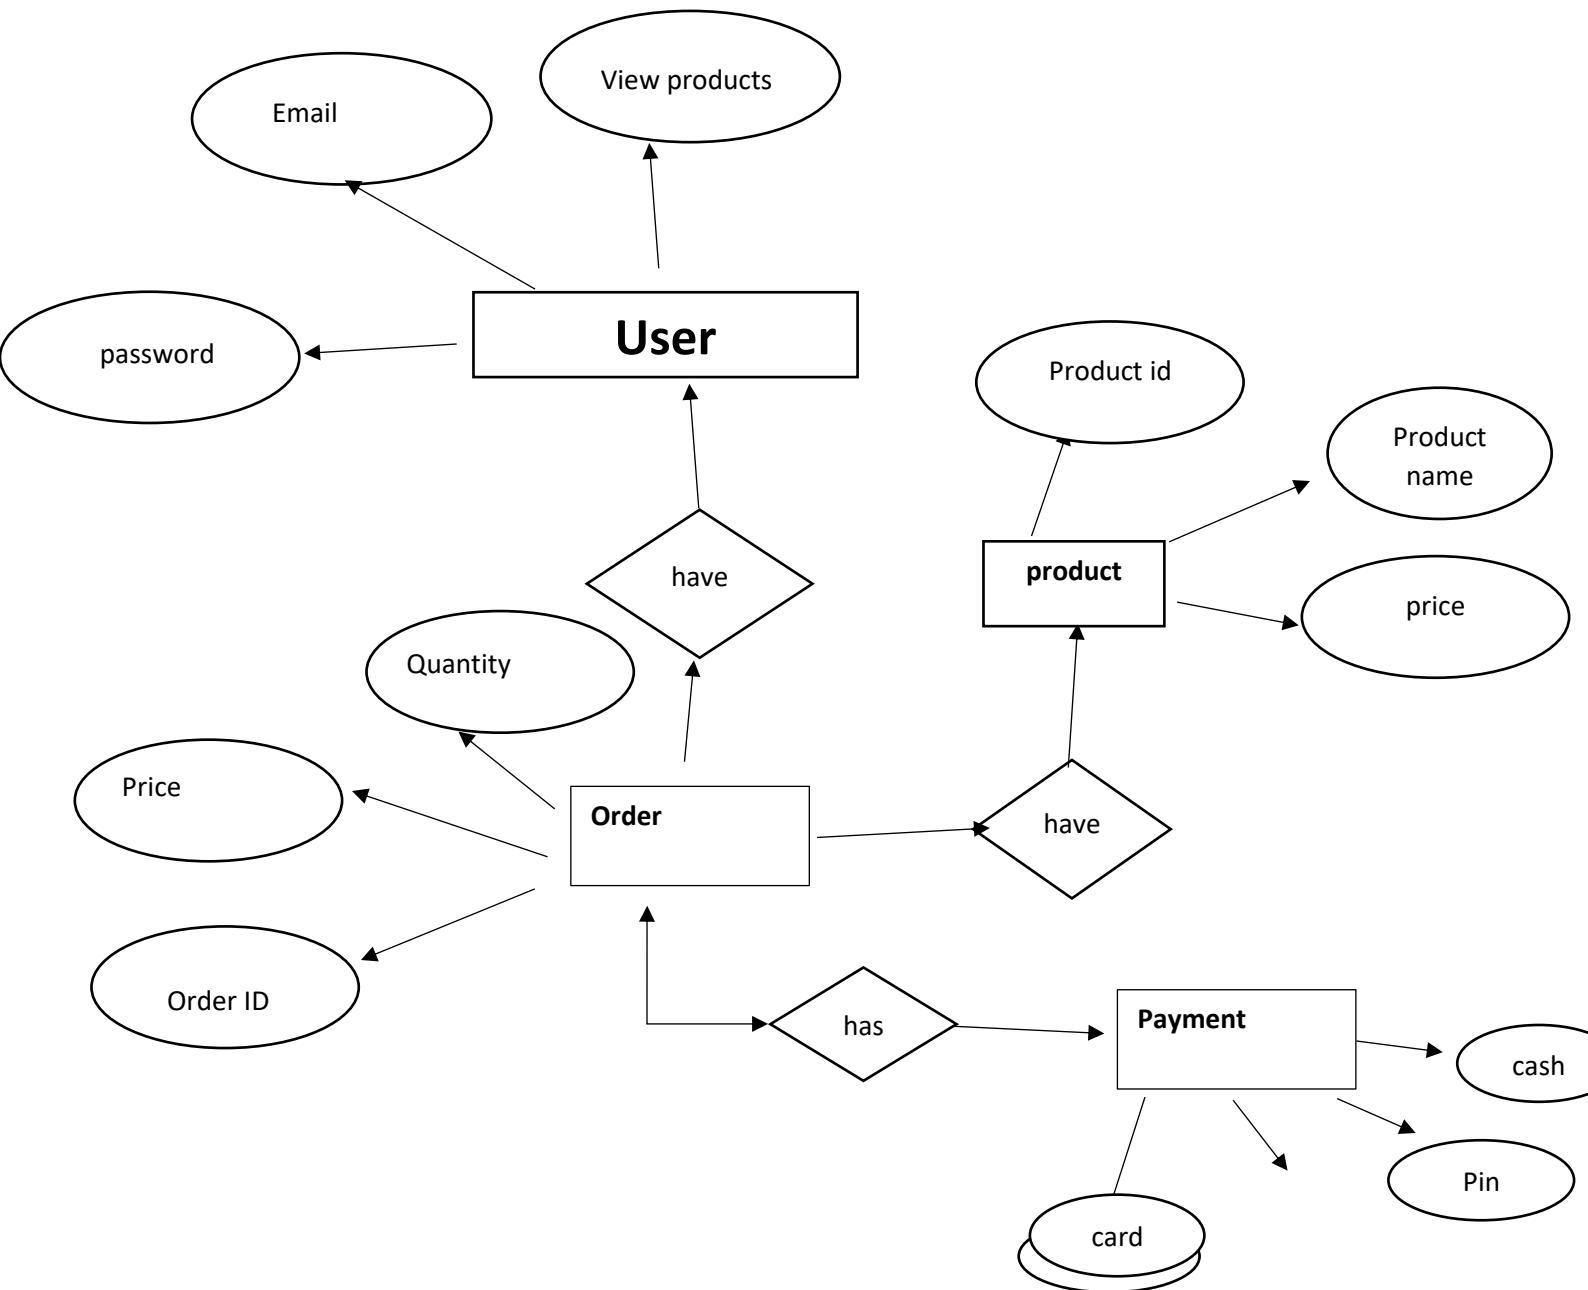 View products
Email
User
password
Product id
Product
name
product
have
price
Quantity
Price
Order
have
Order ID
has
Payment
cash
Pin
card